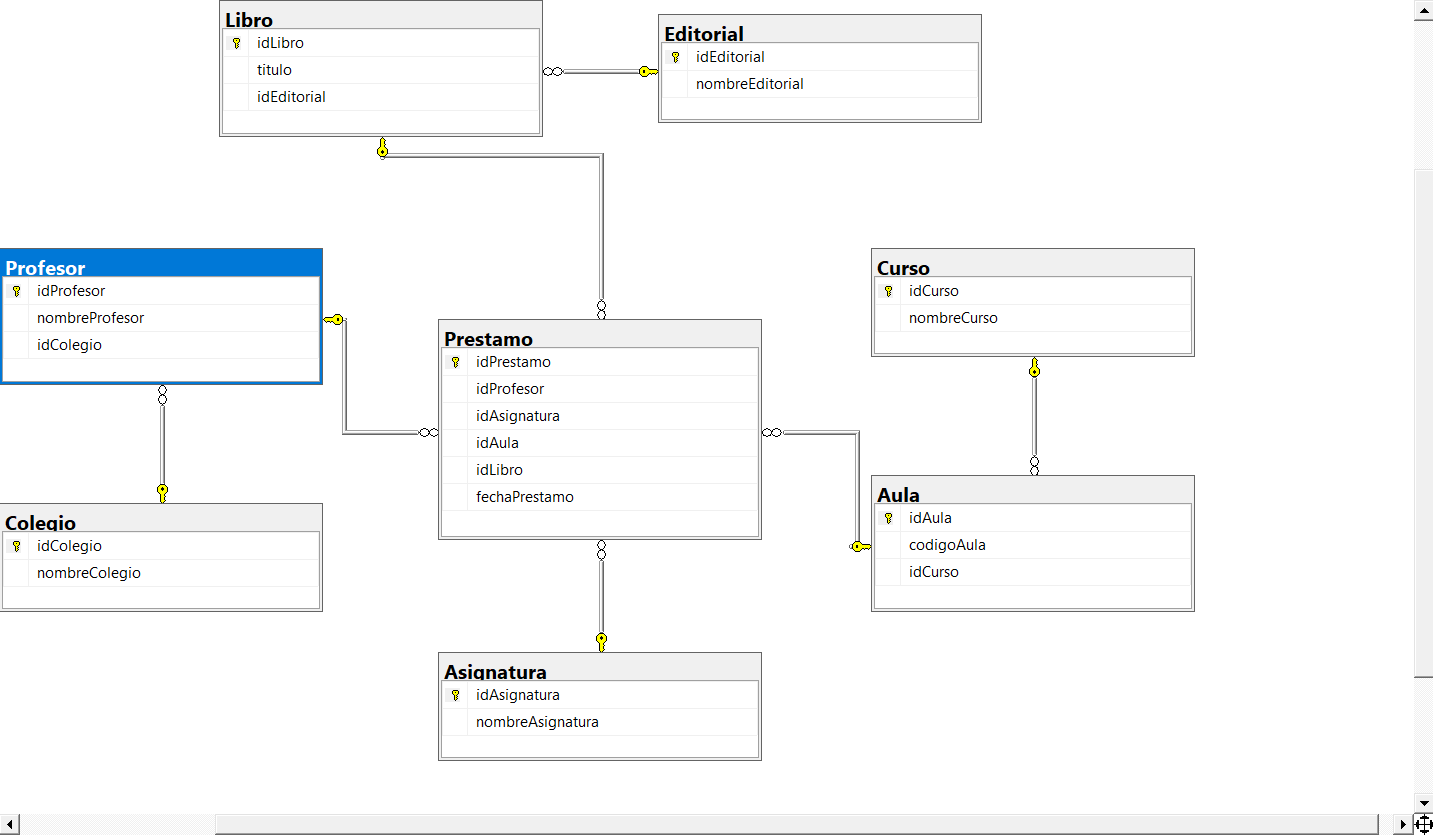 Libro
idLibro
titulo
idEditorial
Editorial
idEditorial
nombreEditorial
Profesor
idProfesor
nombreProfesor
idColegio
Prestamo
idPrestamo
idProfesor
idAsignatura
idAula
idLibro
fechaPrestamo
Curso
idCurso
nombreCurso
Colegio
idColegio
nombreColegio
Aula
idAula
codigoAula
idCurso
Asignatura
idAsignatura
nombreAsignatura